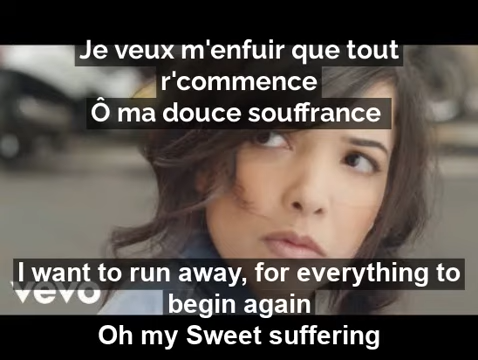 Je veux m'enfuir que tout
r'commence
Ô ma douce souffrance
I want to run away, for everything to
vevo
begin again
Oh my Sweet suffering